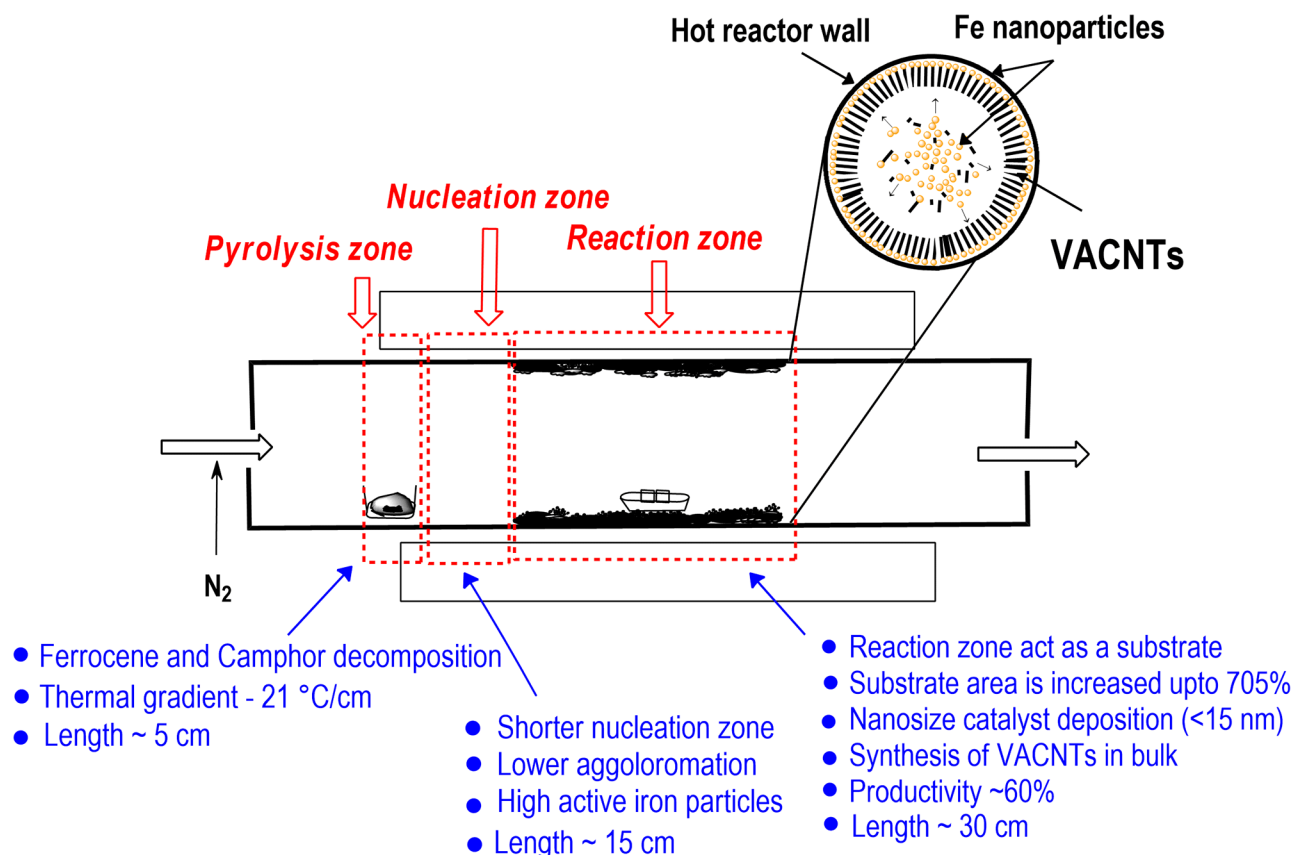 Hot reactor wall
Fe nanoparticles
VACNTs
Nucleation zone
Pyrolysis zone
Reaction zone
N₂
● Ferrocene and Camphor decomposition
● Thermal gradient - 21 °C/cm
● Length ~ 5 cm
● Shorter nucleation zone
● Lower aggoloromation
● High active iron particles
● Length ~ 15 cm
● Reaction zone act as a substrate
● Substrate area is increased upto 705%
● Nanosize catalyst deposition (<15 nm)
● Synthesis of VACNTs in bulk
● Productivity ~60%
● Length ~ 30 cm